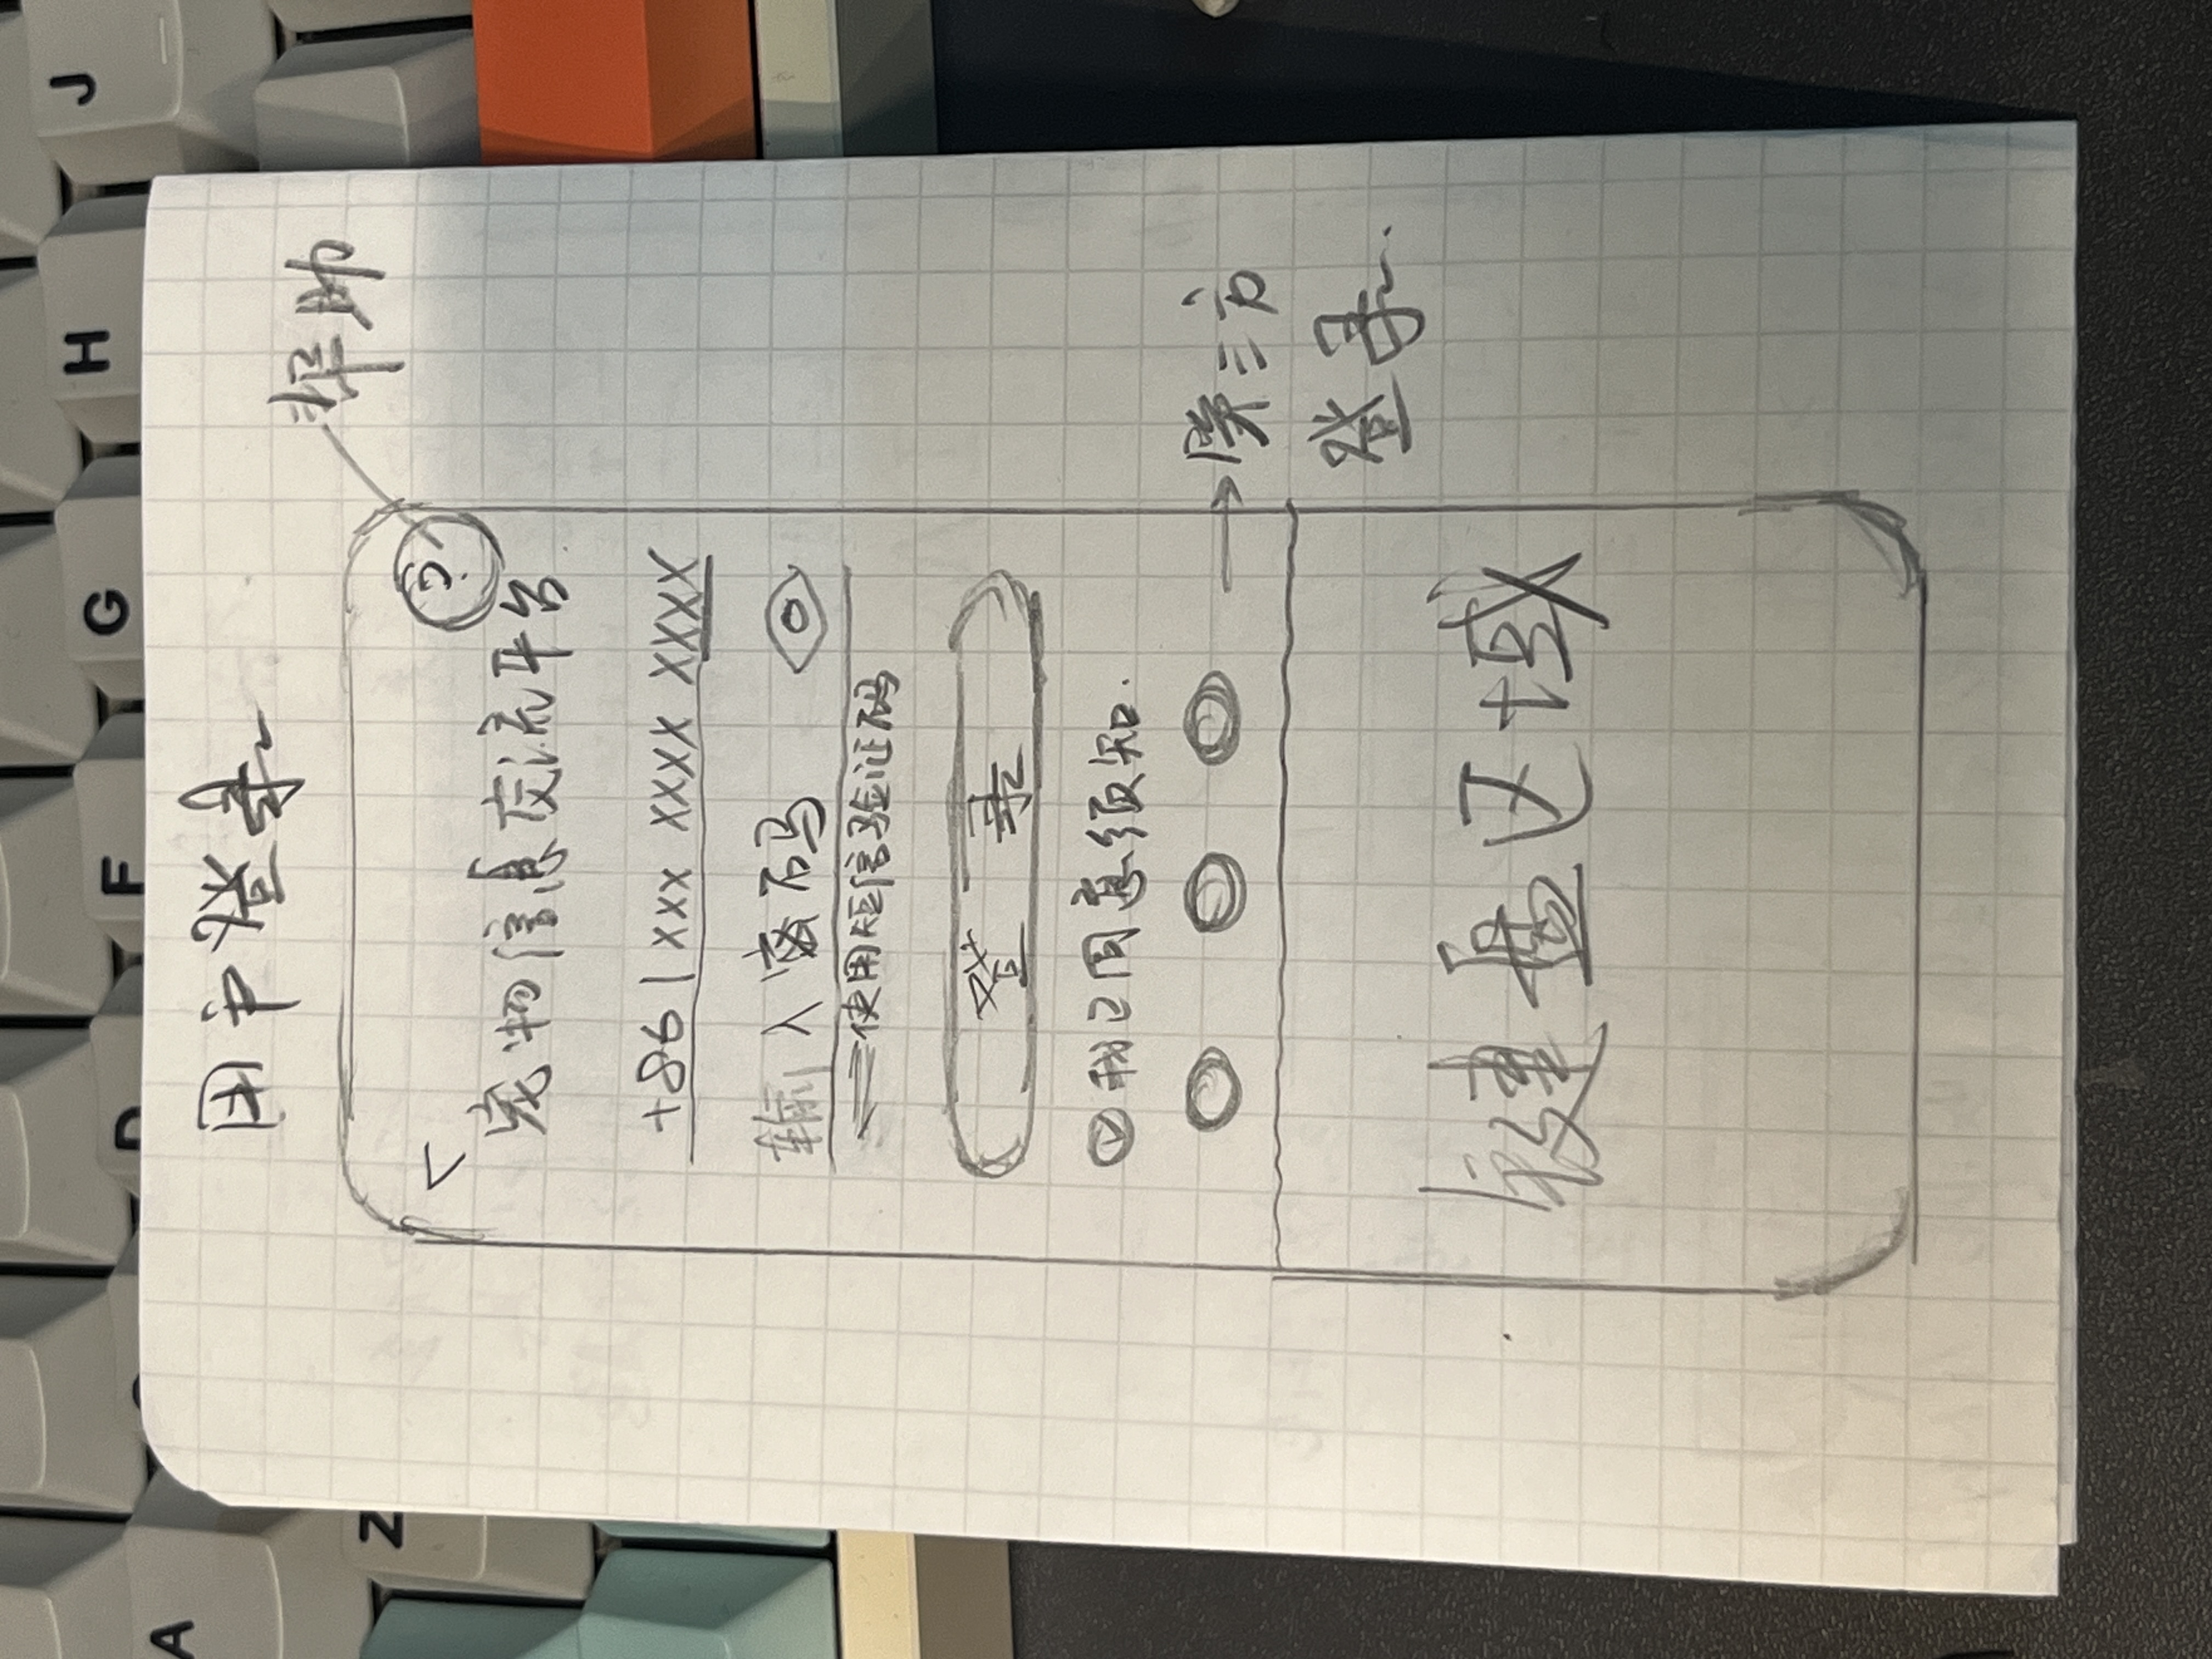 A
D
F
G
H
J
Z
用户登录
帮助
<
?
宠物信息交流平台.
+86 1xxx xxxx xxxx
输入密码
使用短信验证码
登 录
我已同意须知.
第三方
登录.
键盘区域